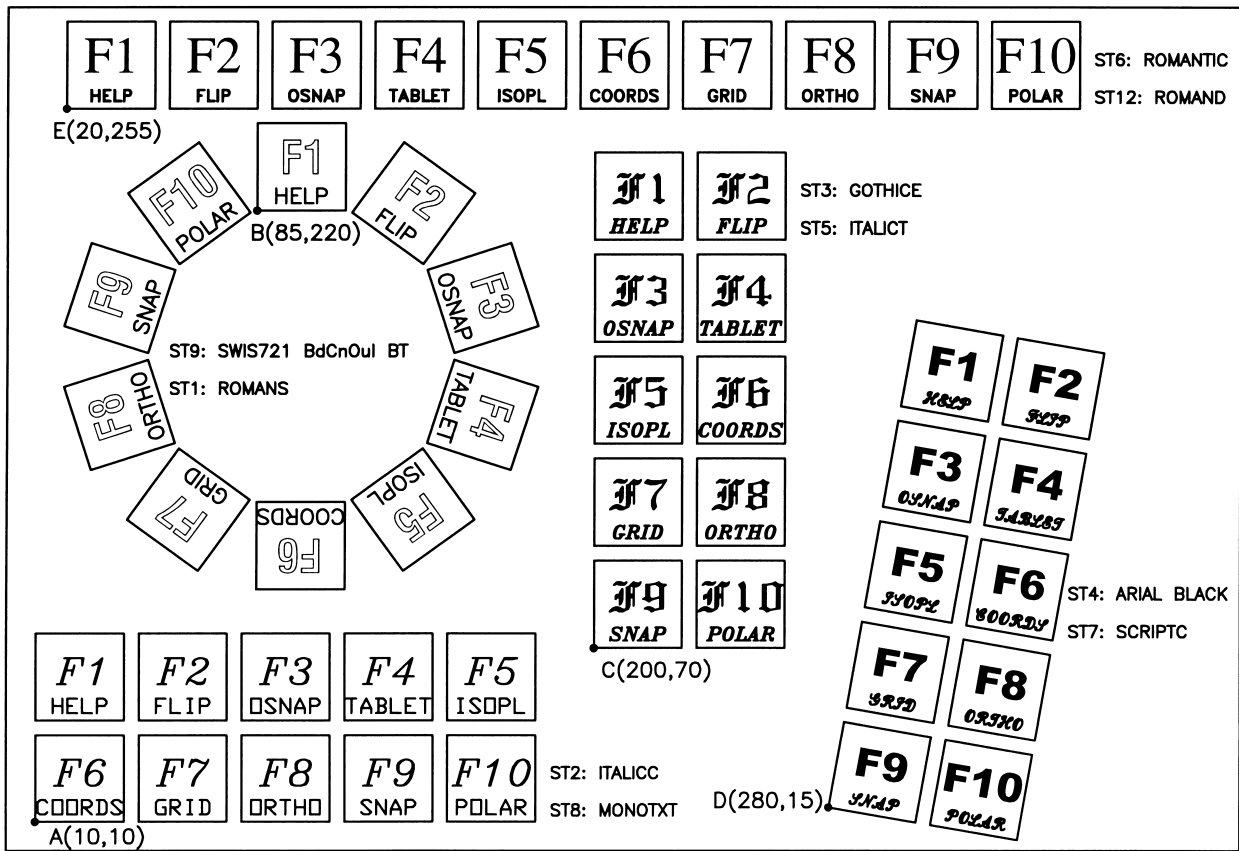 F1 F2 F3 F4 F5 F6 F7 F8 F9 F10
HELP FLIP OSNAP TABLET ISOPL COORDS GRID ORTHO SNAP POLAR
ST6: ROMANTIC
ST12: ROMAND
E(20,255)
F1
HELP
F2
FLIP
F3
OSNAP
F4
TABLET
F5
ISOPL
F6
COORDS
F7
GRID
F8
ORTHO
F9
SNAP
F10
POLAR
B(85,220)
ST9: SWIS721 BdCnOul BT
ST1: ROMANS
F1 F2
HELP FLIP
F3 F4
OSNAP TABLET
F5 F6
ISOPL COORDS
F7 F8
GRID ORTHO
F9 F10
SNAP POLAR
ST3: GOTHICE
ST5: ITALICT
C(200,70)
F1 F2
HELP FLIP
F3 F4
OSNAP TABLET
F5 F6
ISOPL COORDS
F7 F8
GRID ORTHO
F9 F10
SNAP POLAR
ST4: ARIAL BLACK
ST7: SCRIPTC
D(280,15)
F1 F2 F3 F4 F5
HELP FLIP OSNAP TABLET ISOPL
F6 F7 F8 F9 F10
COORDS GRID ORTHO SNAP POLAR
ST2: ITALICC
ST8: MONOTXT
A(10,10)